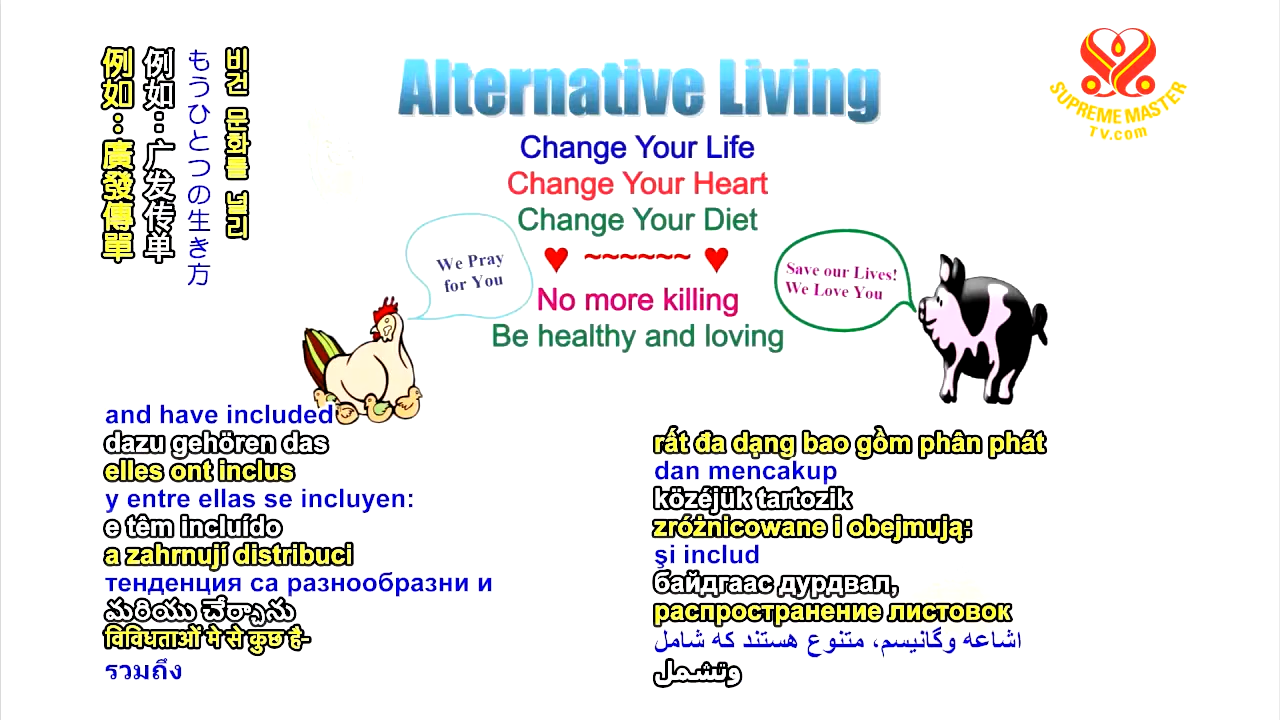 Alternative Living
Change Your Life
Change Your Heart
Change Your Diet
♥ ~~~~~~ ♥
No more killing
Be healthy and loving
We Pray
for You
Save our Lives!
We Love You
SUPREME MASTER
TV.com
비건 문화를 널리
もうひとつの生き方
例如：广发传单
例如：廣發傳單
and have included
dazu gehören das
elles ont inclus
y entre ellas se incluyen:
e têm incluído
a zahrnují distribuci
тенденция са разнообразни и
మరియు చేర్చాను
विविधताओं मे से कुछ है-
รวมถึง
rất đa dạng bao gồm phân phát
dan mencakup
közéjük tartozik
zróżnicowane i obejmują:
şi includ
байдгаас дурдвал,
распространение листовок
اشاعه وگانیسم، متنوع هستند که شامل
وتشمل